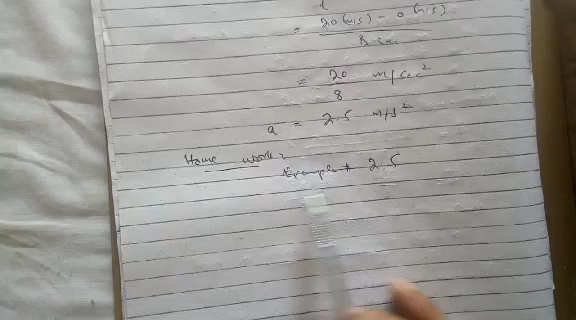 t
= 20 (m/s) - 0 (m/s)
8 sec
= 20 m/sec²
8
a = 2.5 m/s²
Home work:
Example # 2.5